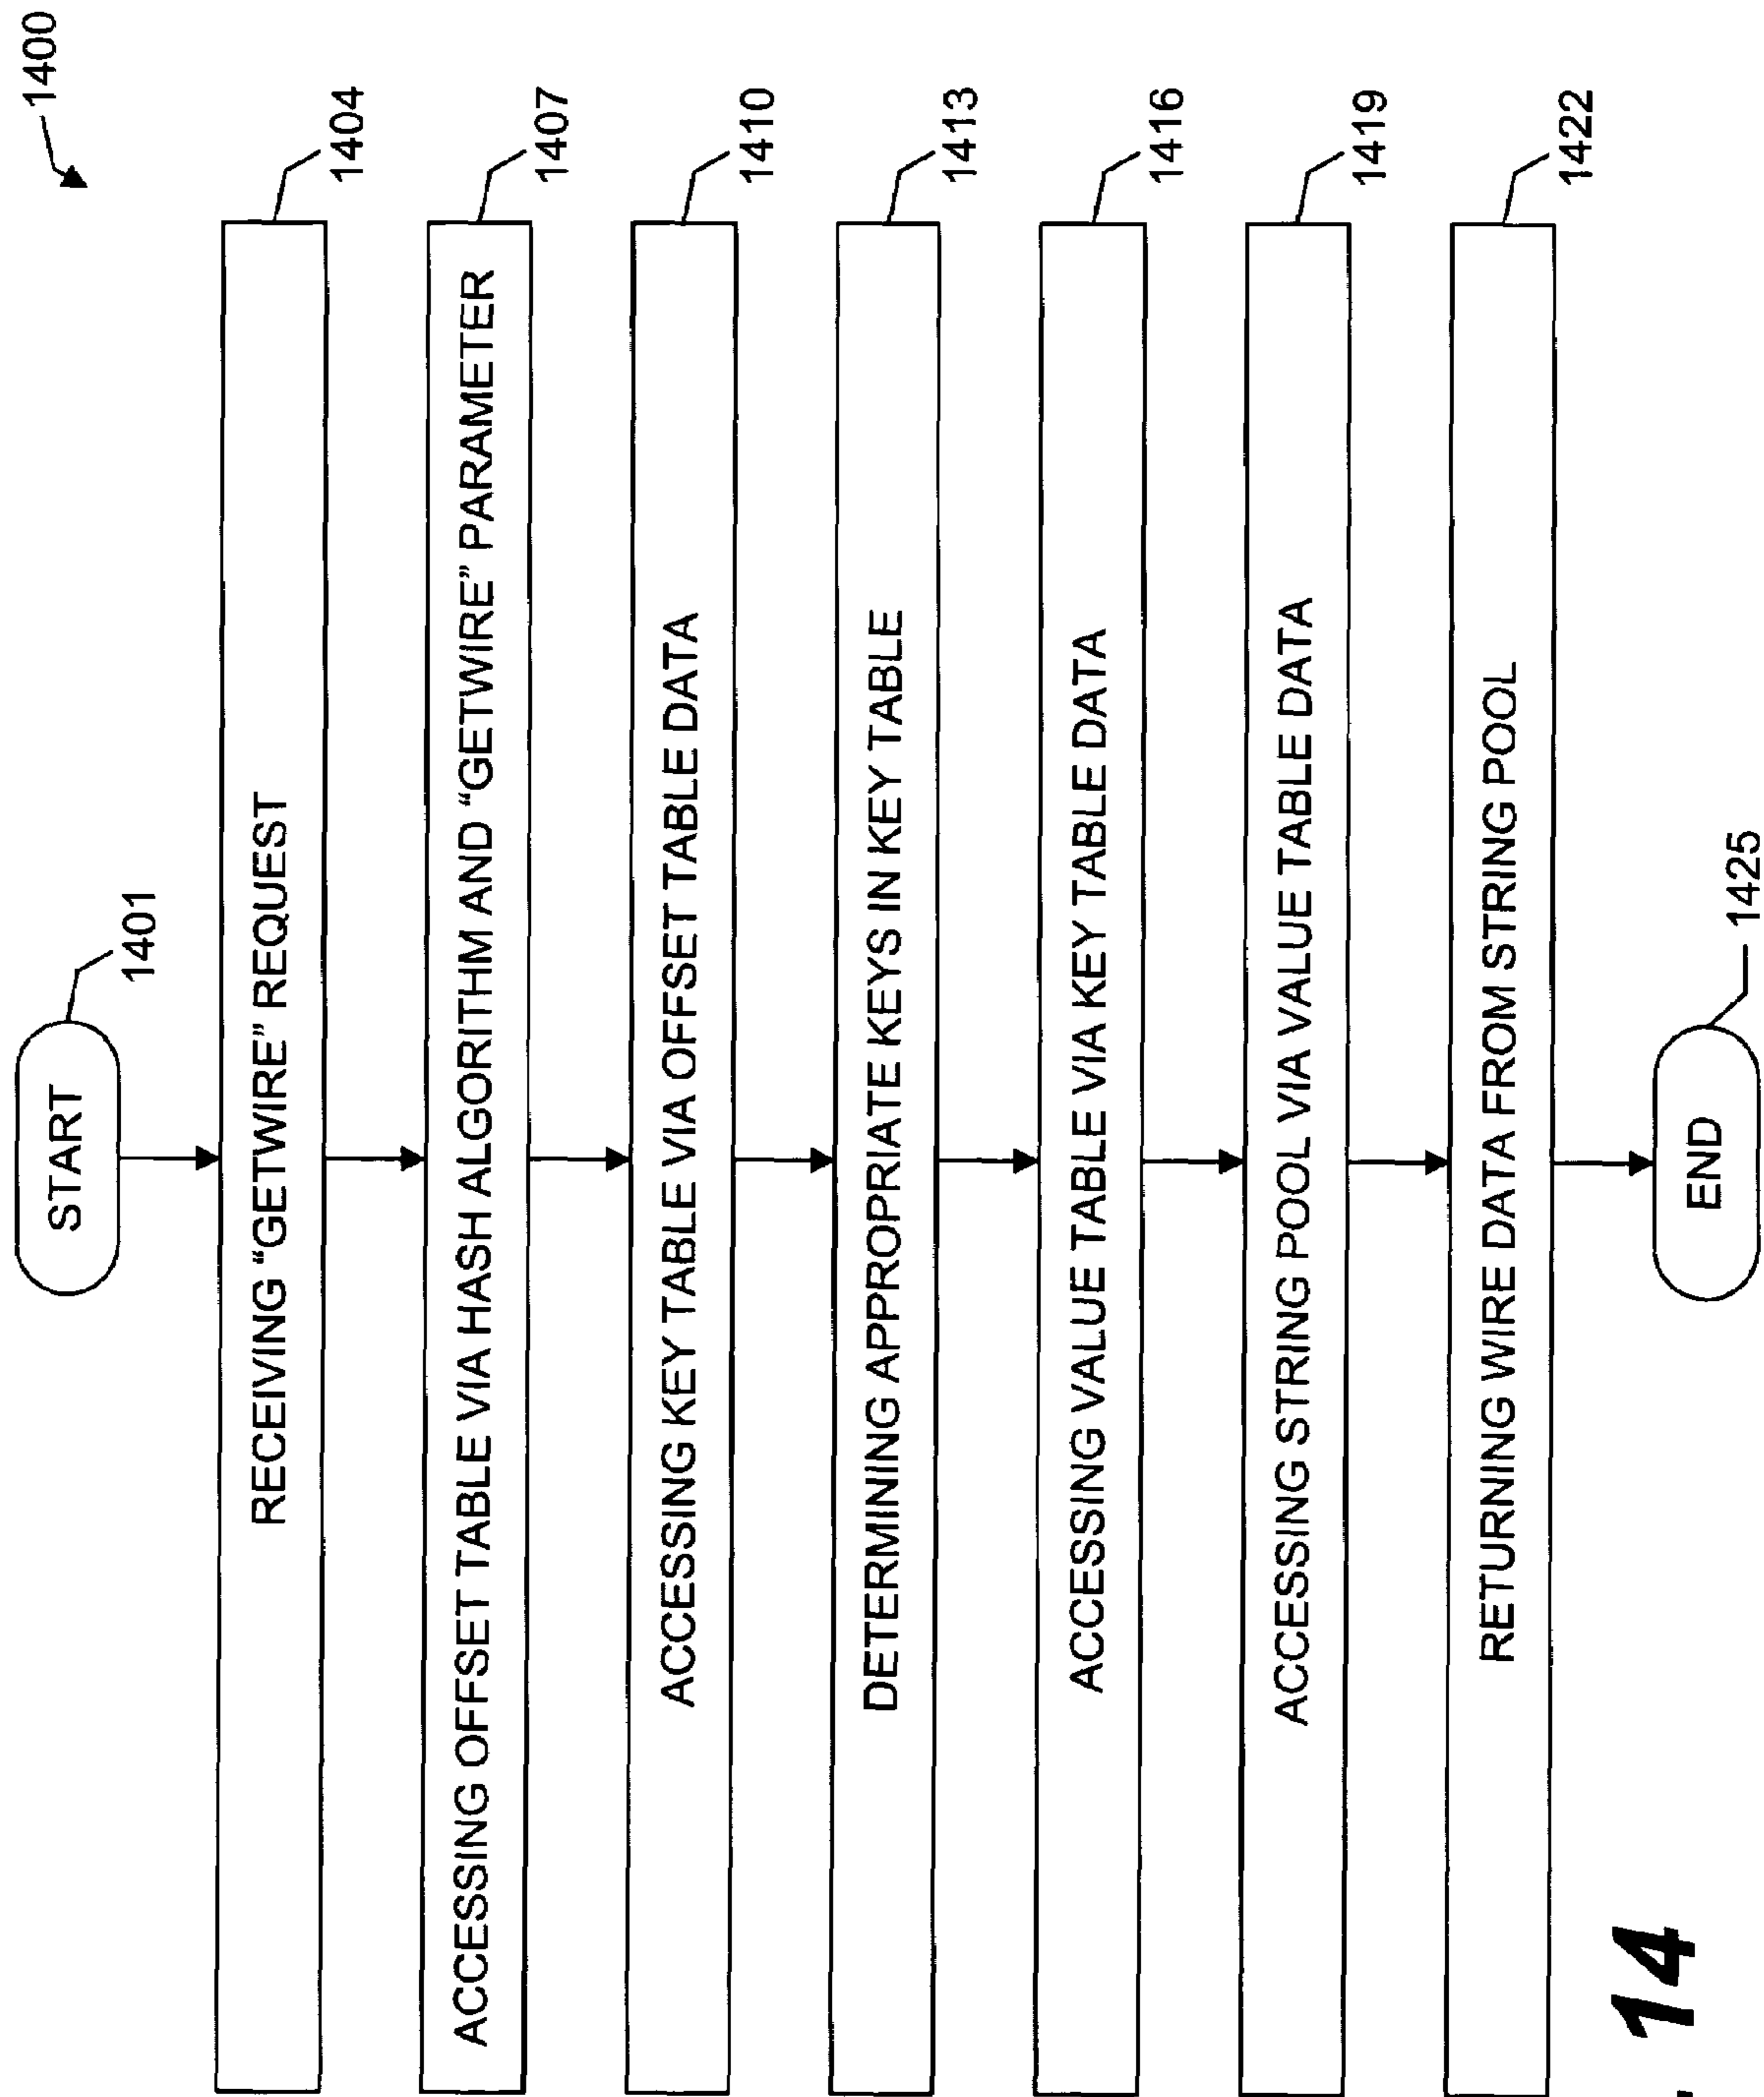 1400
START
1401
RECEIVING “GETWIRE” REQUEST
1404
ACCESSING OFFSET TABLE VIA HASH ALGORITHM AND “GETWIRE” PARAMETER
1407
ACCESSING KEY TABLE VIA OFFSET TABLE DATA
1410
DETERMINING APPROPRIATE KEYS IN KEY TABLE
1413
ACCESSING VALUE TABLE VIA KEY TABLE DATA
1416
ACCESSING STRING POOL VIA VALUE TABLE DATA
1419
RETURNING WIRE DATA FROM STRING POOL
1422
END
1425
14